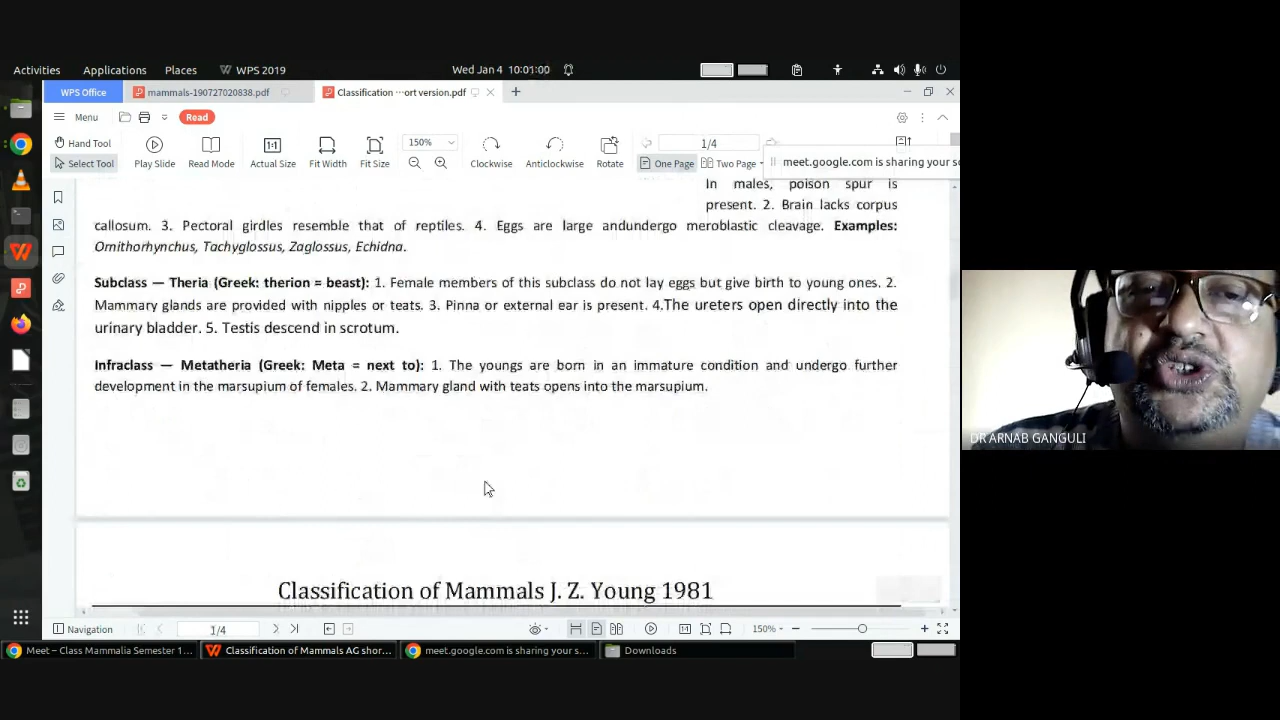 Activities Applications Places WPS 2019 Wed Jan 4 10:01:00
WPS Office mammals-190727020838.pdf Classification ···ort version.pdf
Menu Read
Hand Tool 150% 1/4
Select Tool Play Slide Read Mode Actual Size Fit Width Fit Size Clockwise Anticlockwise Rotate One Page Two Page
meet.google.com is sharing your sc
In males, poison spur is
present. 2. Brain lacks corpus
callosum. 3. Pectoral girdles resemble that of reptiles. 4. Eggs are large andundergo meroblastic cleavage. Examples:
Ornithorhynchus, Tachyglossus, Zaglossus, Echidna.
Subclass — Theria (Greek: therion = beast): 1. Female members of this subclass do not lay eggs but give birth to young ones. 2.
Mammary glands are provided with nipples or teats. 3. Pinna or external ear is present. 4.The ureters open directly into the
urinary bladder. 5. Testis descend in scrotum.
Infraclass — Metatheria (Greek: Meta = next to): 1. The youngs are born in an immature condition and undergo further
development in the marsupium of females. 2. Mammary gland with teats opens into the marsupium.
DR ARNAB GANGULI
Classification of Mammals J. Z. Young 1981
Navigation 1/4 150%
Meet – Class Mammalia Semester 1... Classification of Mammals AG shor... meet.google.com is sharing your s... Downloads